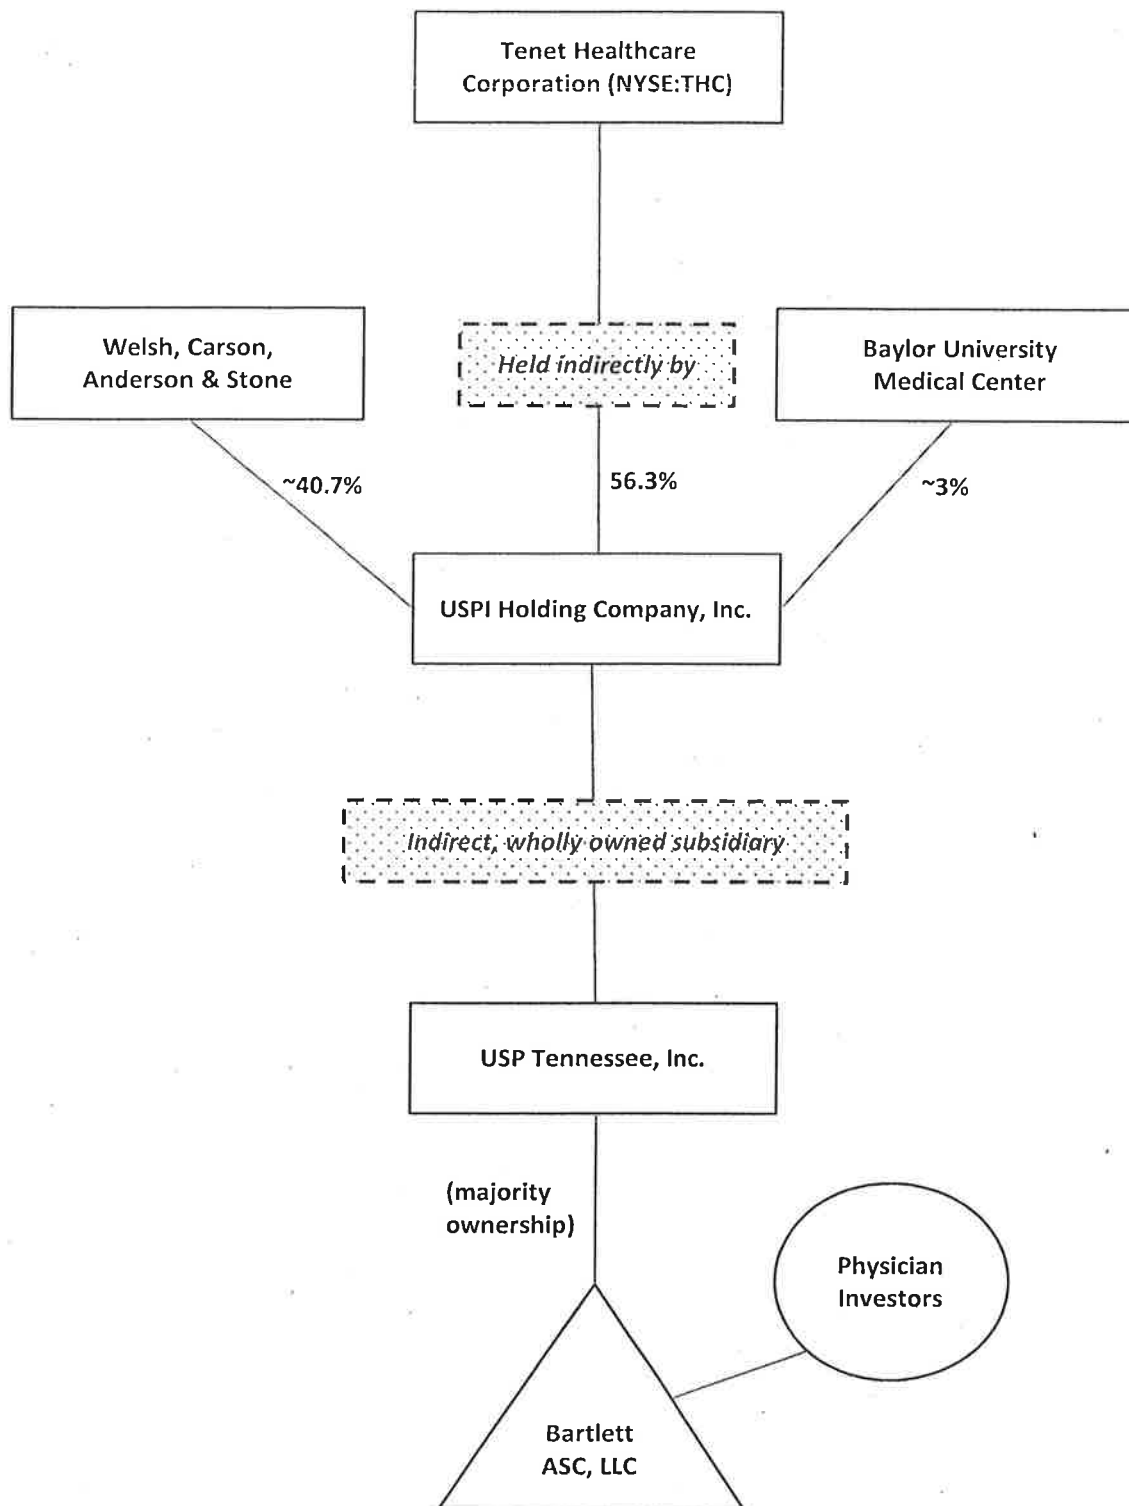 Tenet Healthcare
Corporation (NYSE:THC)
Welsh, Carson,
Anderson & Stone
Held indirectly by
Baylor University
Medical Center
~40.7%
56.3%
~3%
USPI Holding Company, Inc.
Indirect, wholly owned subsidiary
USP Tennessee, Inc.
(majority
ownership)
Physician
Investors
Bartlett
ASC, LLC